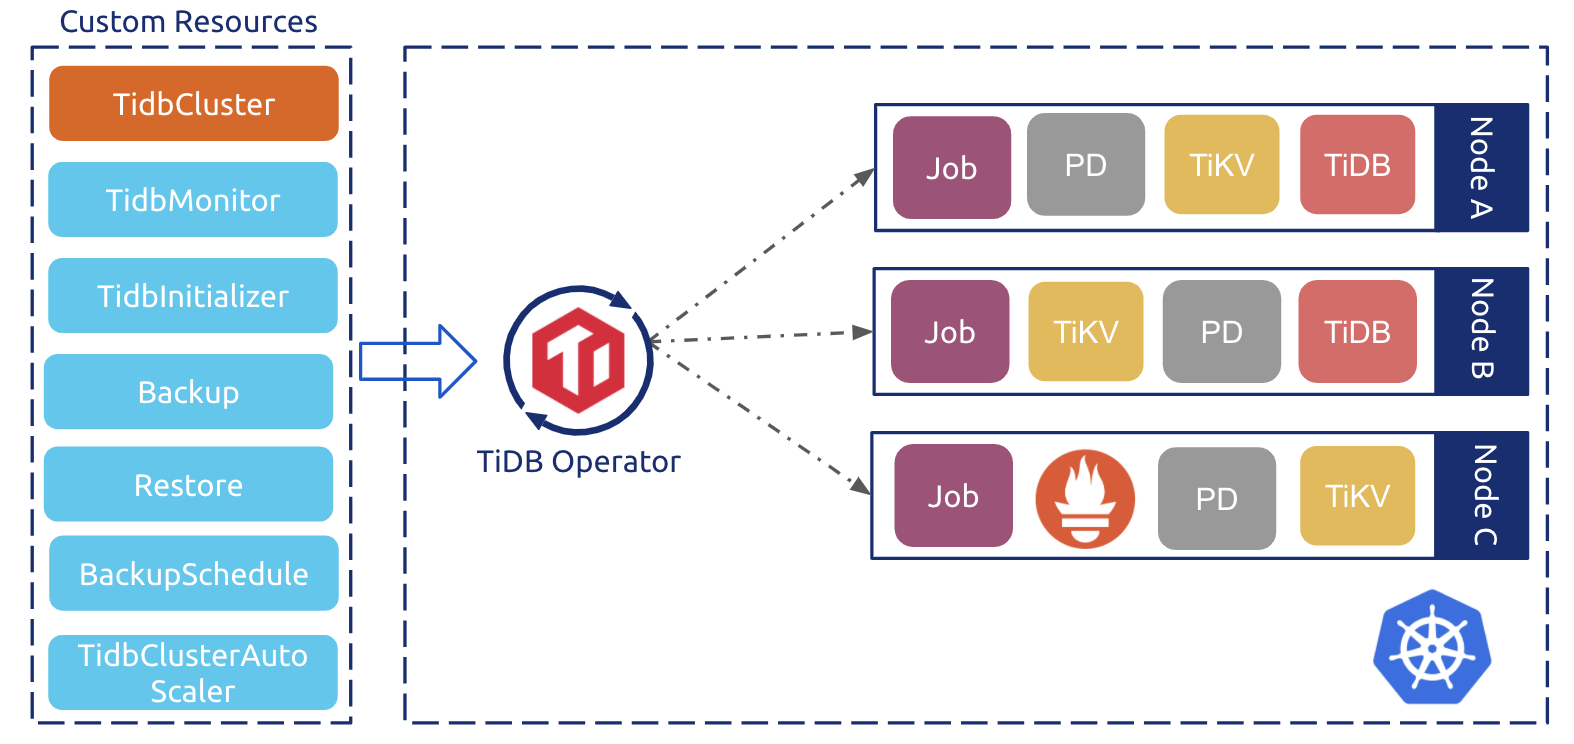 Custom Resources
TidbCluster
TidbMonitor
TidbInitializer
Backup
Restore
BackupSchedule
TidbClusterAuto
Scaler
TiDB Operator
Job PD TiKV TiDB
Node A
Job TiKV PD TiDB
Node B
Job PD TiKV
Node C